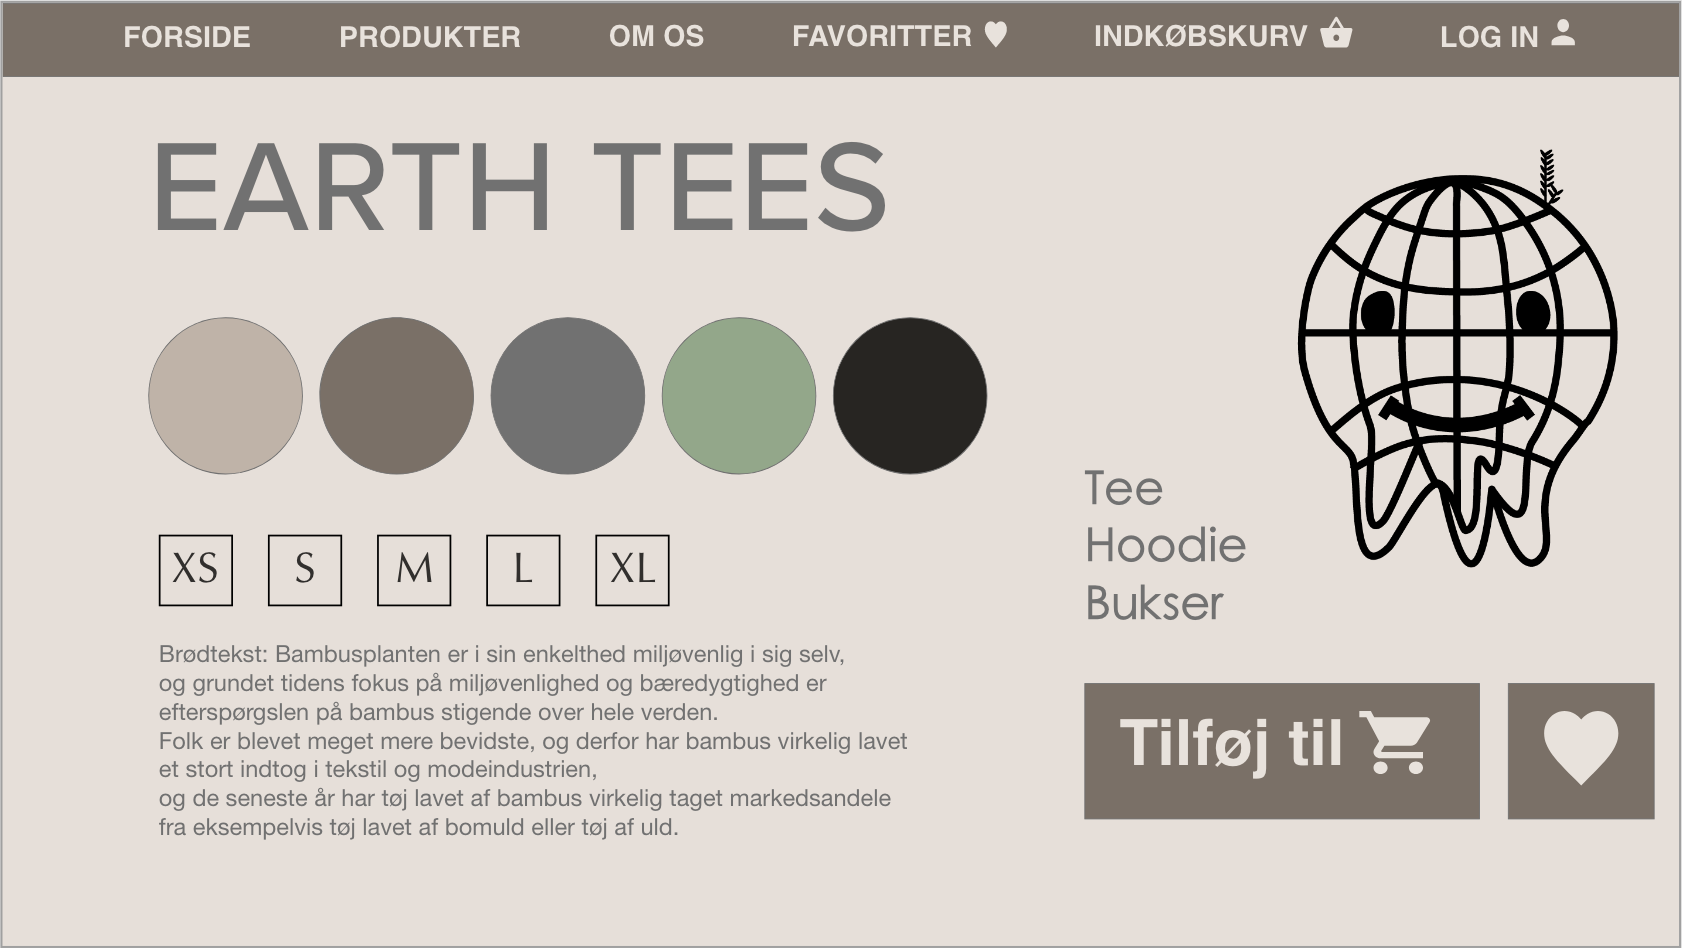 FORSIDE PRODUKTER OM OS FAVORITTER INDKØBSKURV LOG IN
EARTH TEES
XS S M L XL
Brødtekst: Bambusplanten er i sin enkelthed miljøvenlig i sig selv,
og grundet tidens fokus på miljøvenlighed og bæredygtighed er
efterspørgslen på bambus stigende over hele verden.
Folk er blevet meget mere bevidste, og derfor har bambus virkelig lavet
et stort indtog i tekstil og modeindustrien,
og de seneste år har tøj lavet af bambus virkelig taget markedsandele
fra eksempelvis tøj lavet af bomuld eller tøj af uld.
Tee
Hoodie
Bukser
Tilføj til